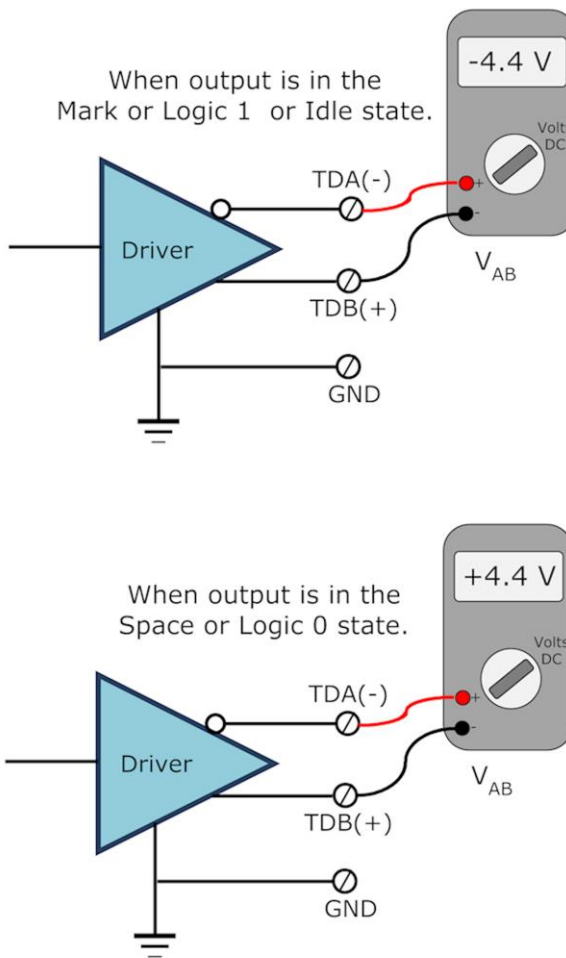 -4.4 V
When output is in the
Mark or Logic 1 or Idle state.
Volts
DC
TDA(-)
+
-
Driver
V_AB
TDB(+)
GND
+4.4 V
When output is in the
Space or Logic 0 state.
Volts
DC
TDA(-)
+
-
Driver
V_AB
TDB(+)
GND